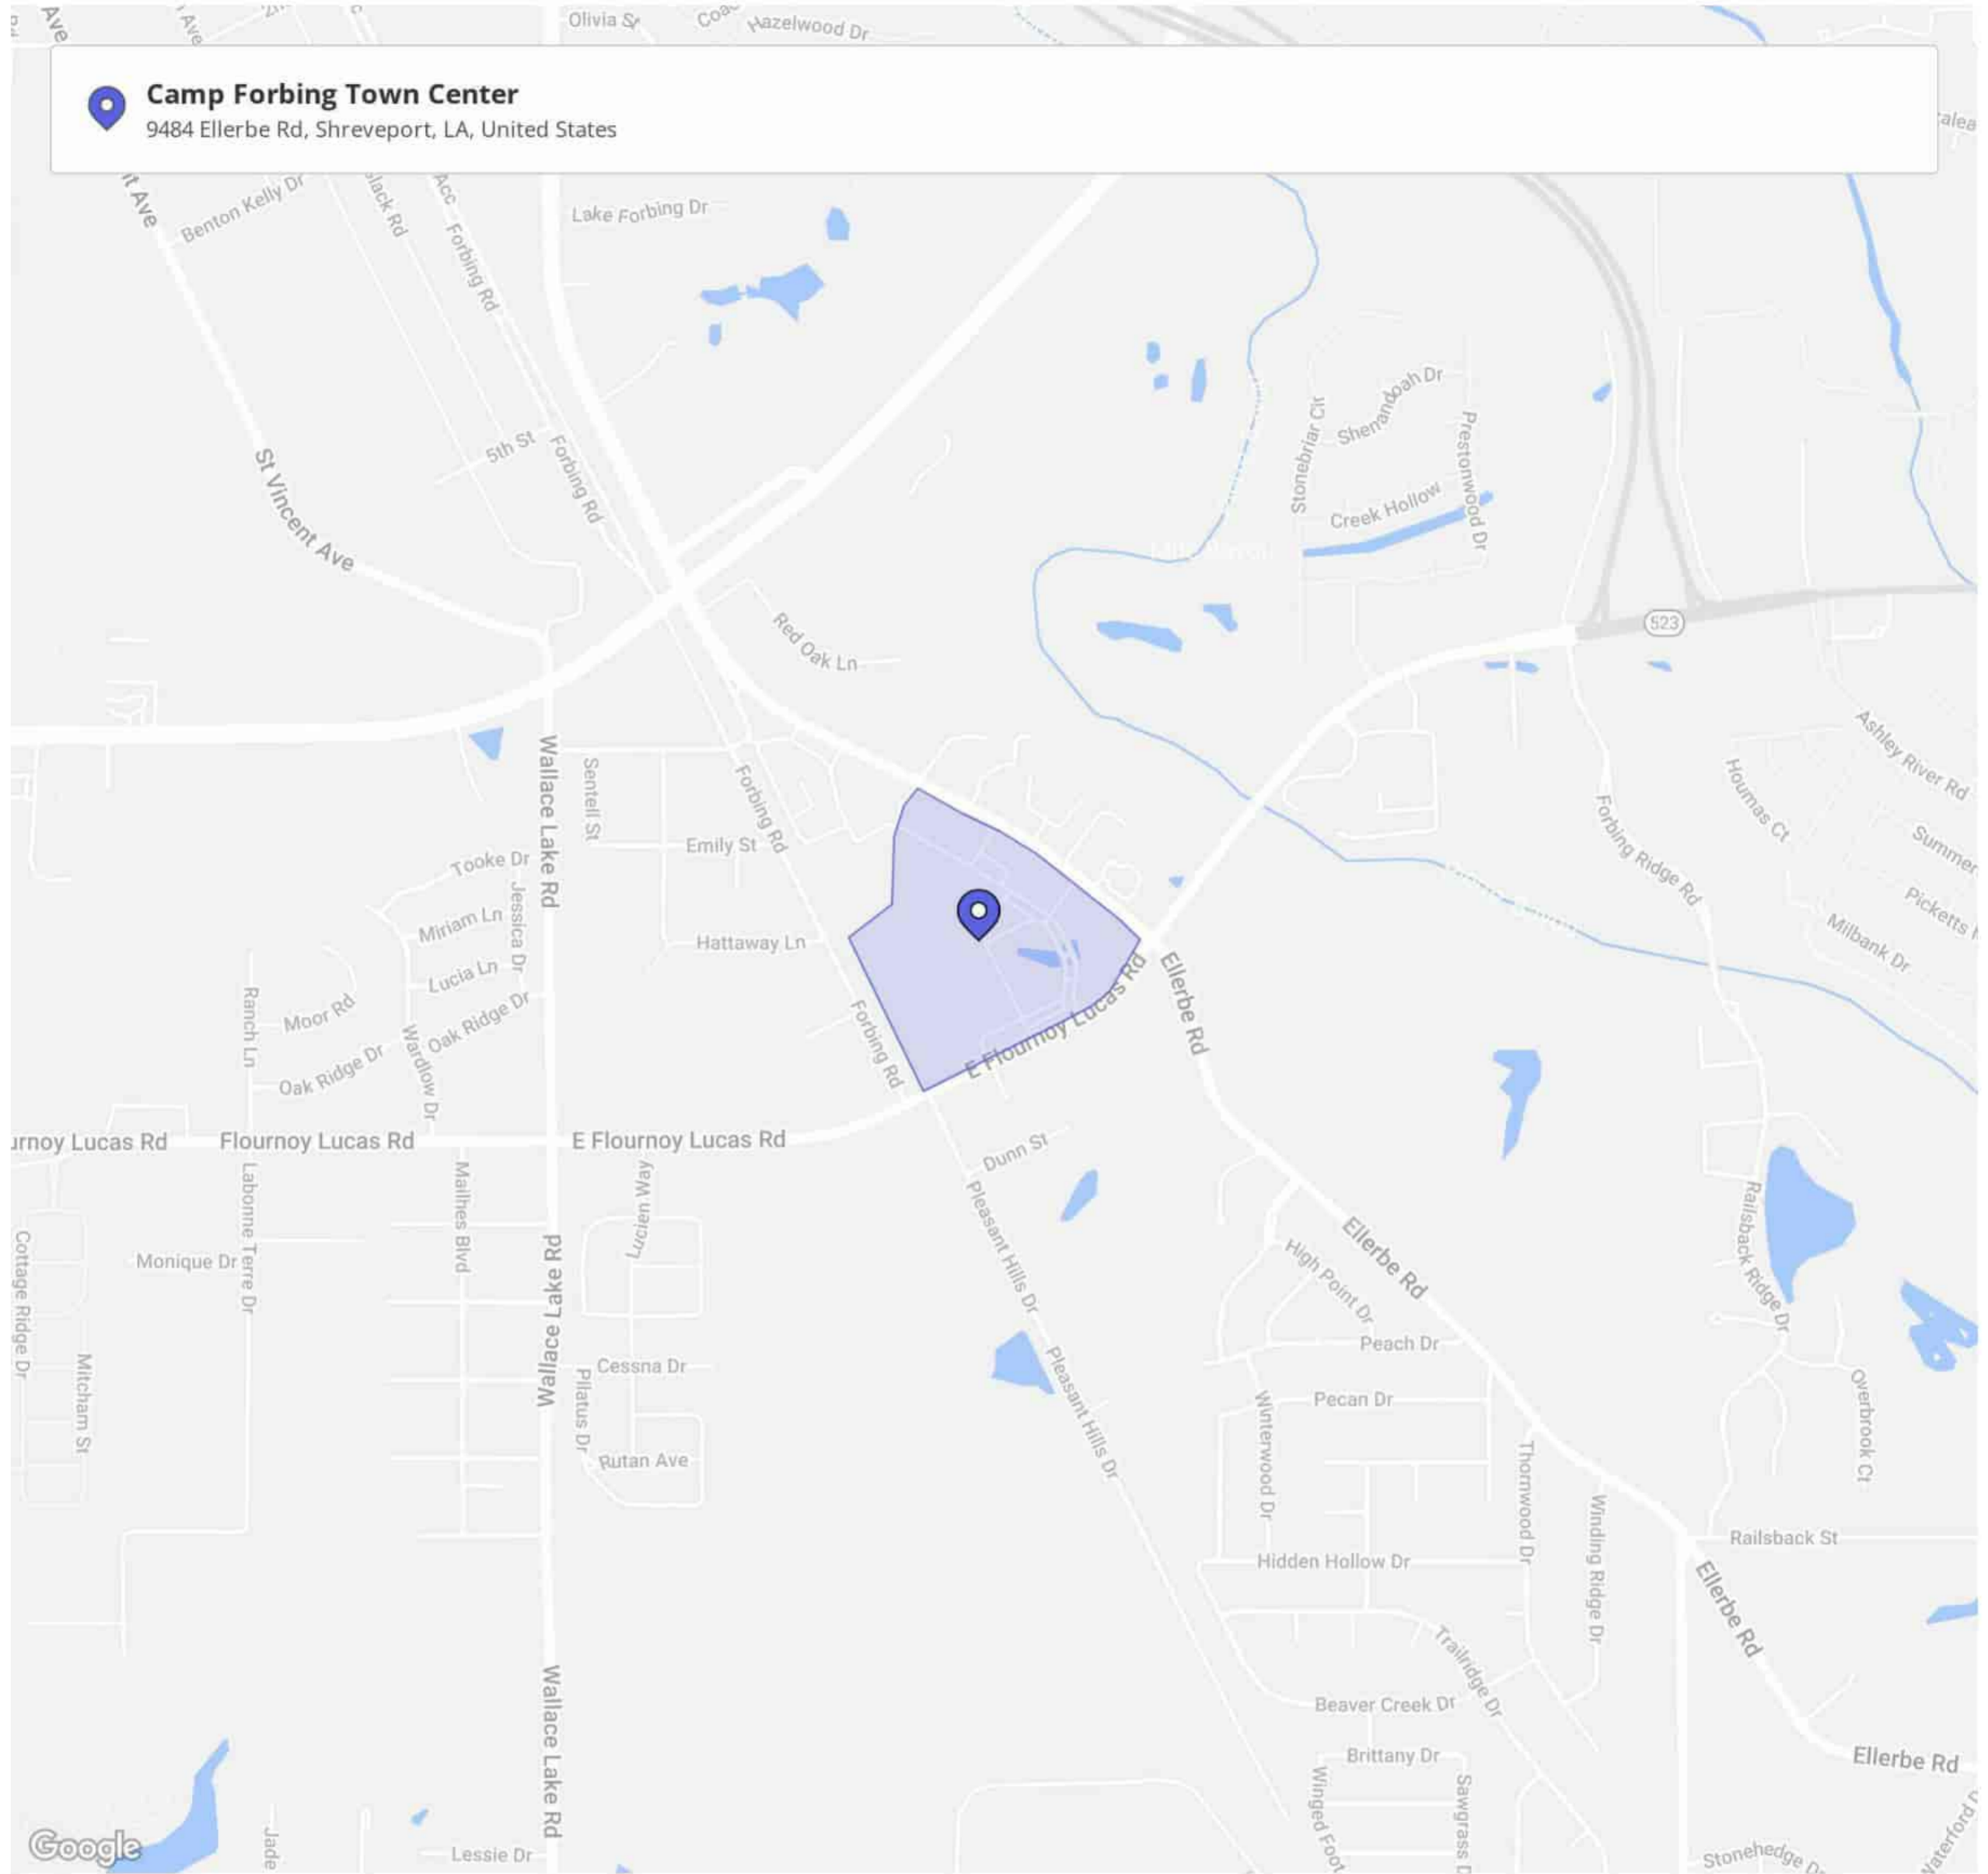 Olivia St
Hazelwood Dr
Camp Forbing Town Center
9484 Ellerbe Rd, Shreveport, LA, United States
Benton Kelly Dr
Lake Forbing Dr
Forbing Rd
Shenandoah Dr
Stonebriar Cir
Prestonwood Dr
5th St
Forbing Rd
St Vincent Ave
Creek Hollow
523
Red Oak Ln
Ashley River Rd
Houmas Ct
Wallace Lake Rd
Sentell St
Forbing Rd
Forbing Ridge Rd
Emily St
Tooke Dr
Jessica Dr
Miriam Ln
Hattaway Ln
Milbank Dr
Lucia Ln
Ellerbe Rd
Ranch Ln
Moor Rd
Oak Ridge Dr
Wardlow Dr
Forbing Rd
E Flournoy Lucas Rd
Oak Ridge Dr
Flournoy Lucas Rd
E Flournoy Lucas Rd
Dunn St
Labonne Terre Dr
Mailhes Blvd
Lucien Way
Pleasant Hills Dr
Railsback Ridge Dr
Cottage Ridge Dr
Monique Dr
Wallace Lake Rd
Ellerbe Rd
High Point Dr
Peach Dr
Mitcham St
Cessna Dr
Pilatus Dr
Pleasant Hills Dr
Pecan Dr
Winterwood Dr
Overbrook Ct
Rutan Ave
Thornwood Dr
Winding Ridge Dr
Railsback St
Hidden Hollow Dr
Ellerbe Rd
Trailridge Dr
Wallace Lake Rd
Beaver Creek Dr
Brittany Dr
Ellerbe Rd
Winged Foot
Sawgrass D
Google
Jade
Lessie Dr
Stonehedge Dr